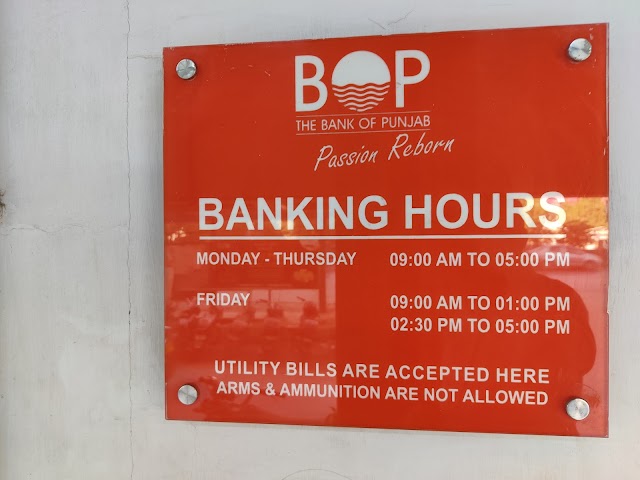 BOP
THE BANK OF PUNJAB
Passion Reborn
BANKING HOURS
MONDAY - THURSDAY 09:00 AM TO 05:00 PM
FRIDAY 09:00 AM TO 01:00 PM
02:30 PM TO 05:00 PM
UTILITY BILLS ARE ACCEPTED HERE
ARMS & AMMUNITION ARE NOT ALLOWED